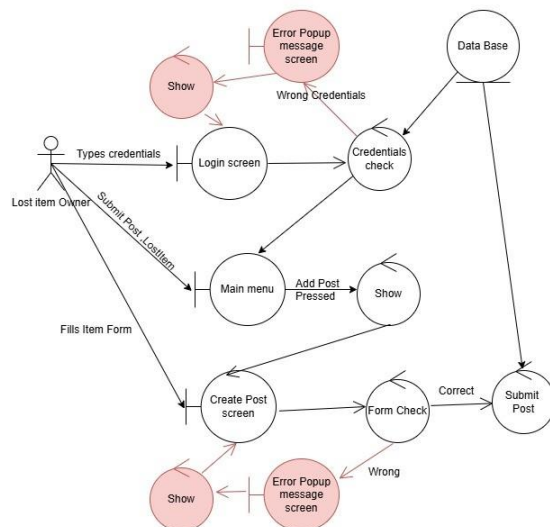 Error Popup
message
screen
Data Base
Show
Wrong Credentials
Types credentials
Login screen
Credentials
check
Lost item Owner
Submit Post ,LostItem
Main menu
Add Post
Pressed
Show
Fills Item Form
Create Post
screen
Form Check
Correct
Submit
Post
Wrong
Show
Error Popup
message
screen